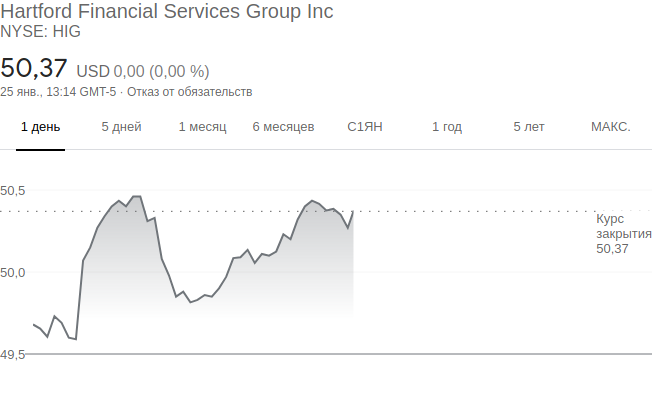 Hartford Financial Services Group Inc
NYSE: HIG
50,37 USD 0,00 (0,00 %)
25 янв., 13:14 GMT-5 · Отказ от обязательств
1 день 5 дней 1 месяц 6 месяцев С1ЯН 1 год 5 лет МАКС.
50,5
Курс
закрытия
50,37
50,0
49,5